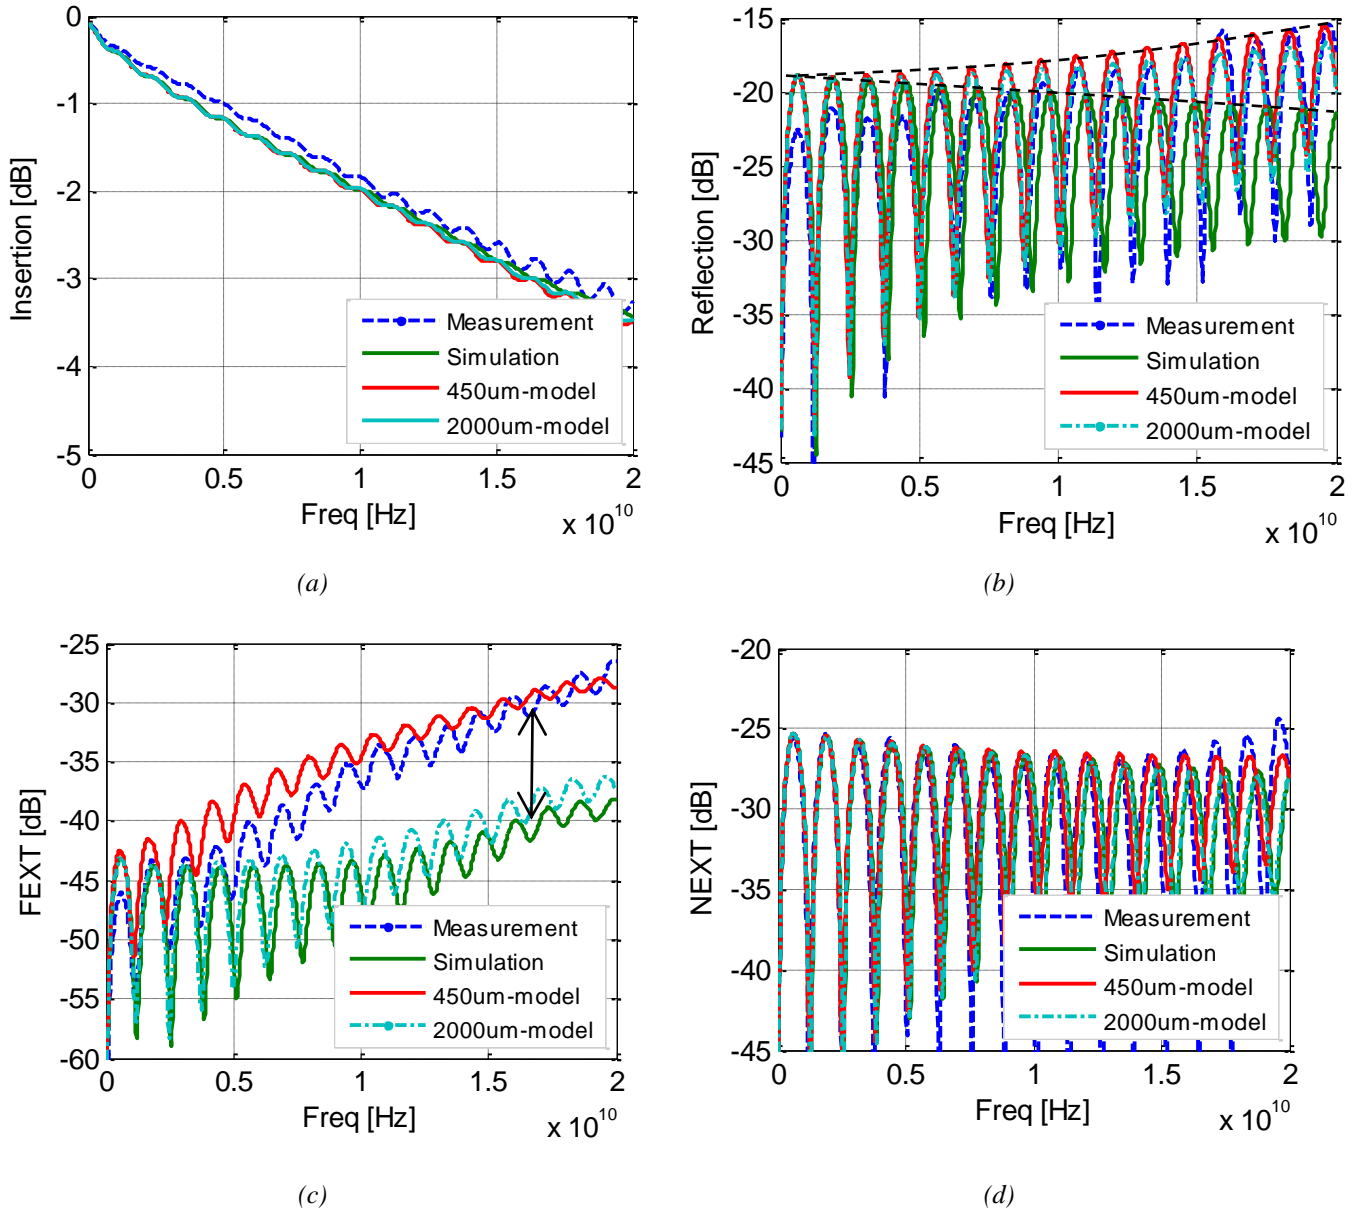 0
-1
-2
-3
-4
-5
Insertion [dB]
Measurement
Simulation
450um-model
2000um-model
0 0.5 1 1.5 2
Freq [Hz]
x 10^10
(a)
-15
-20
-25
-30
-35
-40
-45
Reflection [dB]
Measurement
Simulation
450um-model
2000um-model
0 0.5 1 1.5 2
Freq [Hz]
x 10^10
(b)
-25
-30
-35
-40
-45
-50
-55
-60
FEXT [dB]
Measurement
Simulation
450um-model
2000um-model
0 0.5 1 1.5 2
Freq [Hz]
x 10^10
(c)
-20
-25
-30
-35
-40
-45
NEXT [dB]
Measurement
Simulation
450um-model
2000um-model
0 0.5 1 1.5 2
Freq [Hz]
x 10^10
(d)